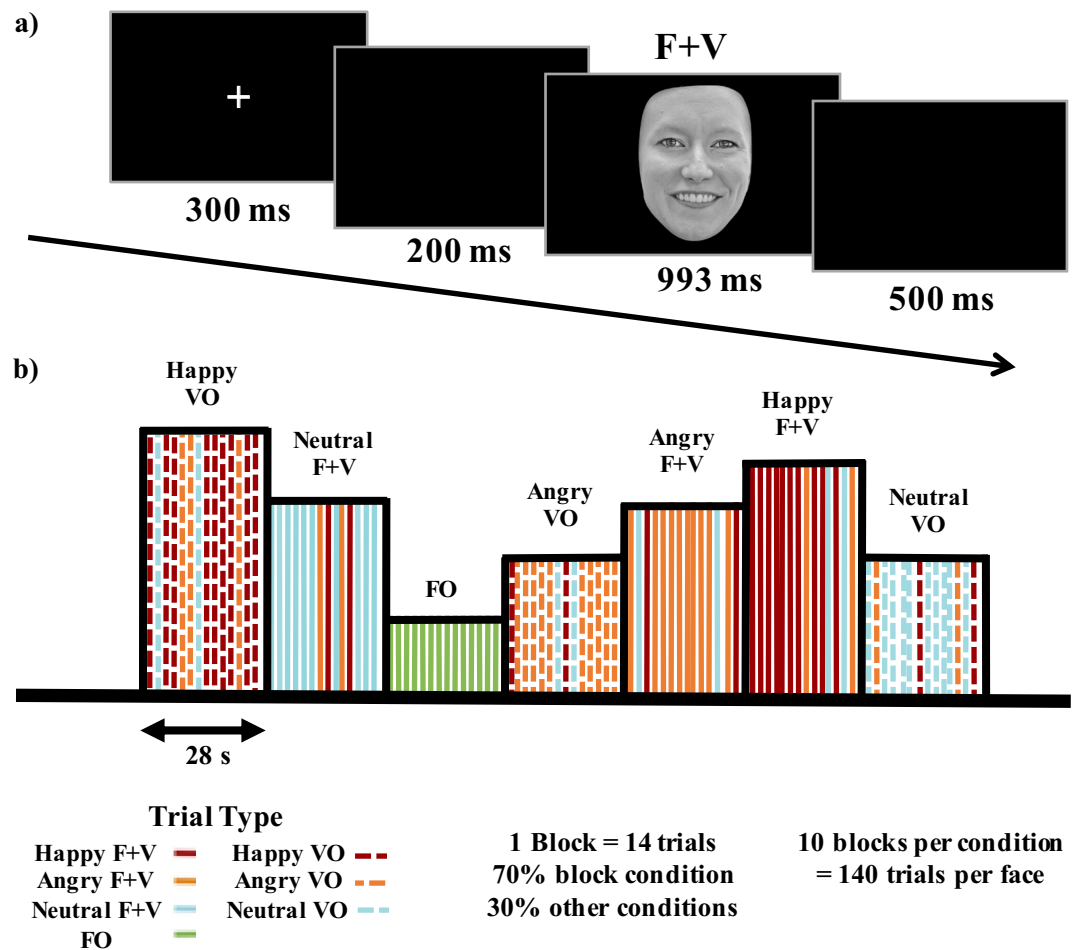 a)
F+V
300 ms
200 ms
993 ms
500 ms
b)
Happy
VO
Neutral
F+V
FO
Angry
VO
Angry
F+V
Happy
F+V
Neutral
VO
28 s
Trial Type
Happy F+V
Happy VO
Angry F+V
Angry VO
Neutral F+V
Neutral VO
FO
1 Block = 14 trials
70% block condition
30% other conditions
10 blocks per condition
= 140 trials per face